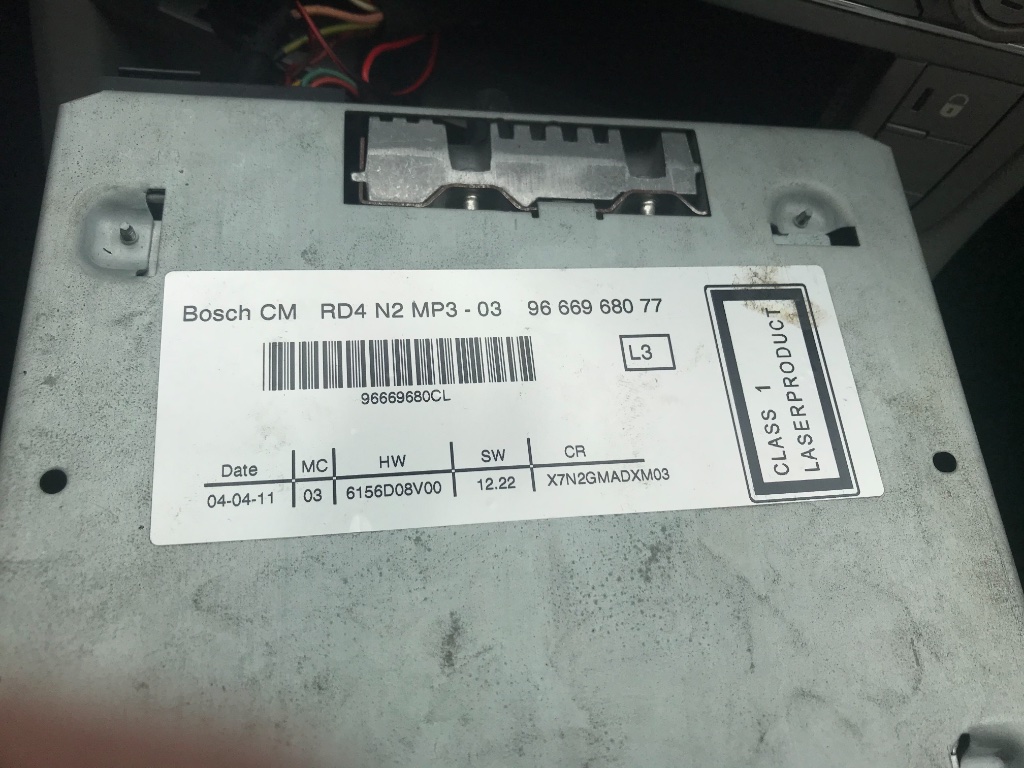 Bosch CM RD4 N2 MP3 - 03 96 669 680 77
L3
96669680CL
Date MC HW SW CR
04-04-11 03 6156D08V00 12.22 X7N2GMADXM03
CLASS 1
LASERPRODUCT